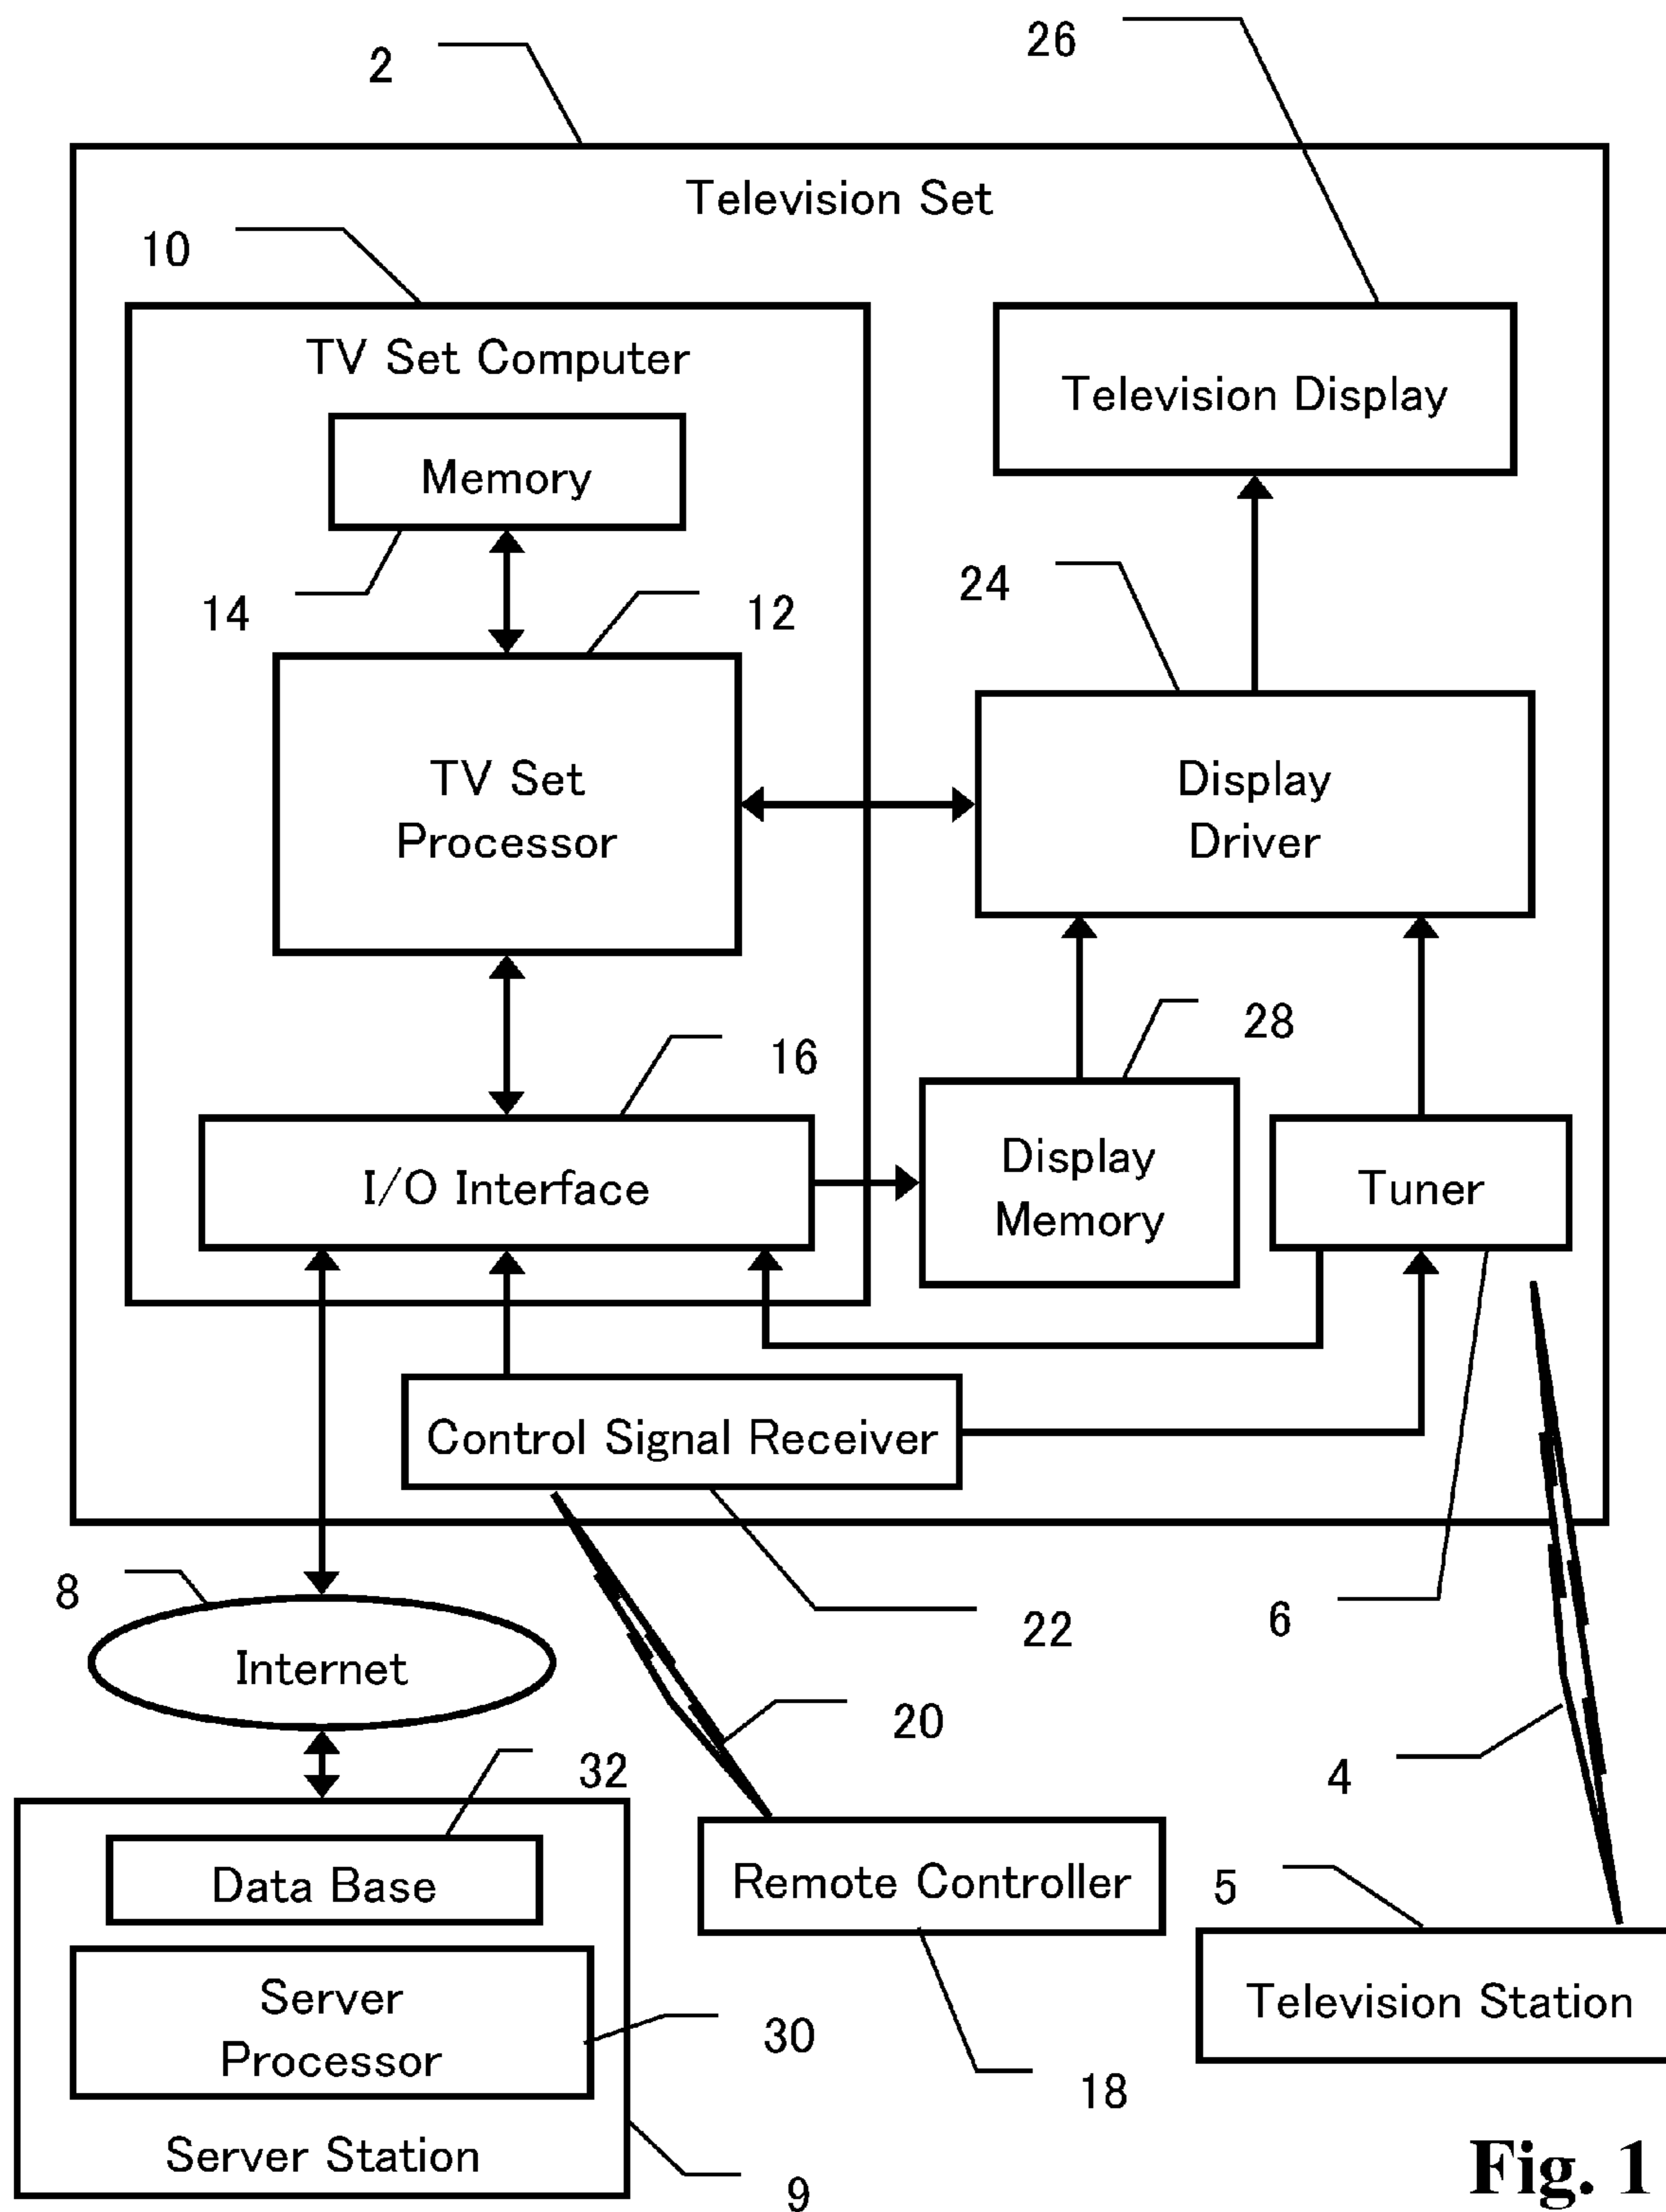 2
26
Television Set
10
TV Set Computer
Television Display
Memory
24
14
12
TV Set
Processor
Display
Driver
28
16
I/O Interface
Display
Memory
Tuner
Control Signal Receiver
8
22
6
Internet
20
32
4
Data Base
Remote Controller
5
Server
Processor
30
Television Station
18
Server Station
9
Fig. 1